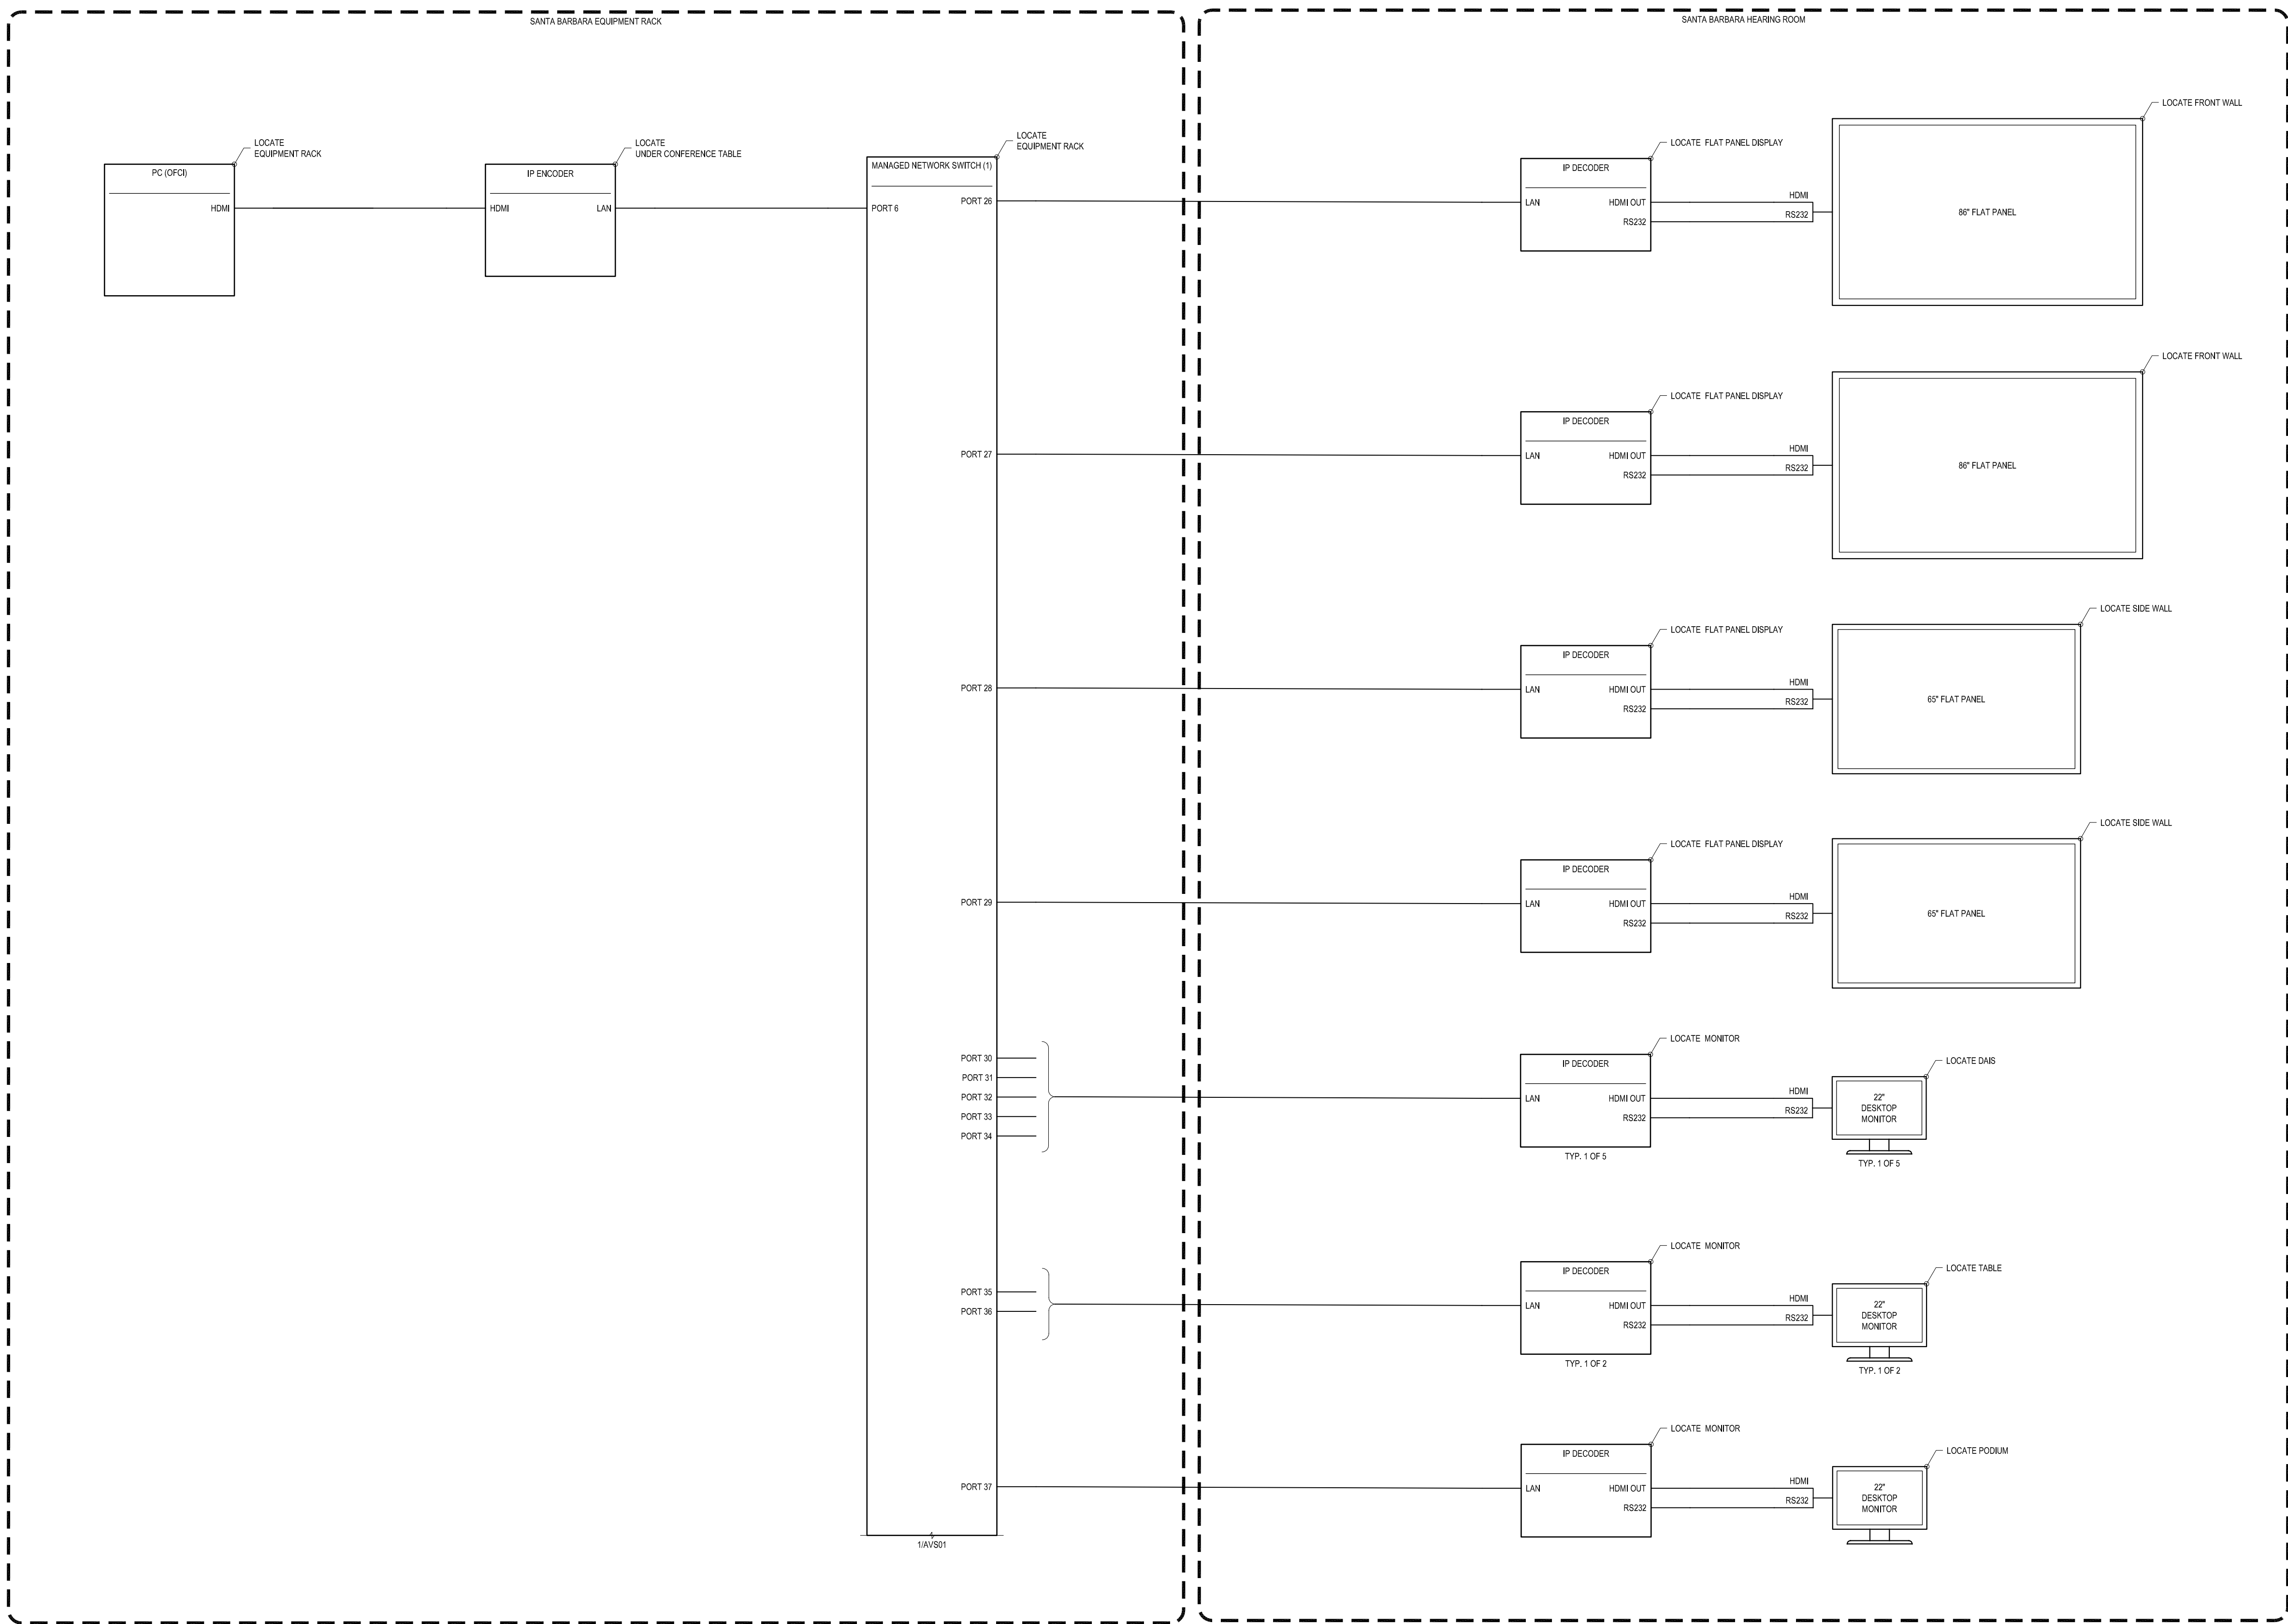 SANTA BARBARA EQUIPMENT RACK
SANTA BARBARA HEARING ROOM
LOCATE
EQUIPMENT RACK
PC (OFCI)
HDMI
LOCATE
UNDER CONFERENCE TABLE
IP ENCODER
HDMI
LAN
LOCATE
EQUIPMENT RACK
MANAGED NETWORK SWITCH (1)
PORT 6
PORT 26
PORT 27
PORT 28
PORT 29
PORT 30
PORT 31
PORT 32
PORT 33
PORT 34
PORT 35
PORT 36
PORT 37
1/AVS01
LOCATE FLAT PANEL DISPLAY
IP DECODER
LAN
HDMI OUT
RS232
HDMI
RS232
LOCATE FRONT WALL
86" FLAT PANEL
LOCATE FLAT PANEL DISPLAY
IP DECODER
LAN
HDMI OUT
RS232
HDMI
RS232
LOCATE FRONT WALL
86" FLAT PANEL
LOCATE FLAT PANEL DISPLAY
IP DECODER
LAN
HDMI OUT
RS232
HDMI
RS232
LOCATE SIDE WALL
65" FLAT PANEL
LOCATE FLAT PANEL DISPLAY
IP DECODER
LAN
HDMI OUT
RS232
HDMI
RS232
LOCATE SIDE WALL
65" FLAT PANEL
LOCATE MONITOR
IP DECODER
LAN
HDMI OUT
RS232
TYP. 1 OF 5
HDMI
RS232
LOCATE DAIS
22"
DESKTOP
MONITOR
TYP. 1 OF 5
LOCATE MONITOR
IP DECODER
LAN
HDMI OUT
RS232
TYP. 1 OF 2
HDMI
RS232
LOCATE TABLE
22"
DESKTOP
MONITOR
TYP. 1 OF 2
LOCATE MONITOR
IP DECODER
LAN
HDMI OUT
RS232
HDMI
RS232
LOCATE PODIUM
22"
DESKTOP
MONITOR